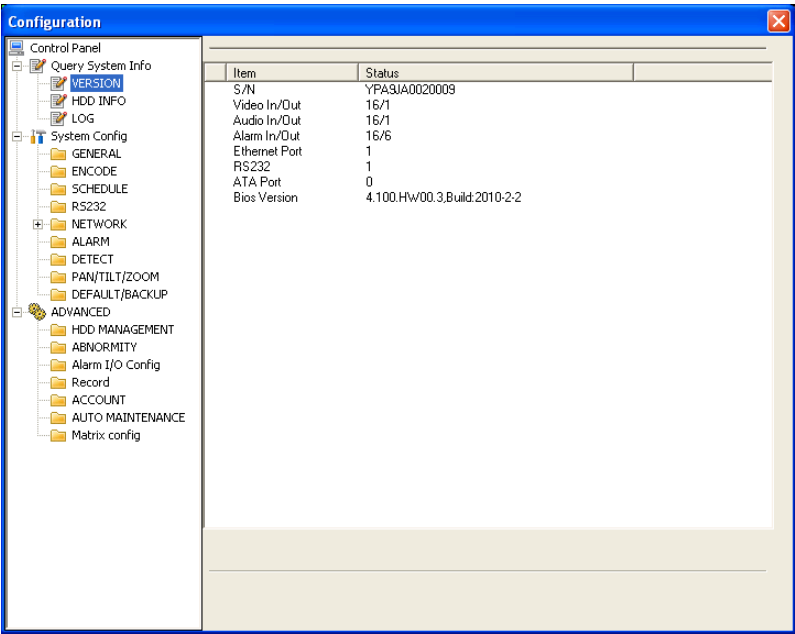 Configuration
Control Panel
Query System Info
VERSION
HDD INFO
LOG
System Config
GENERAL
ENCODE
SCHEDULE
RS232
NETWORK
ALARM
DETECT
PAN/TILT/ZOOM
DEFAULT/BACKUP
ADVANCED
HDD MANAGEMENT
ABNORMITY
Alarm I/O Config
Record
ACCOUNT
AUTO MAINTENANCE
Matrix config
Item Status
S/N YPA9JA0020009
Video In/Out 16/1
Audio In/Out 16/1
Alarm In/Out 16/6
Ethernet Port 1
RS232 1
ATA Port 0
Bios Version 4.100.HW00.3,Build:2010-2-2